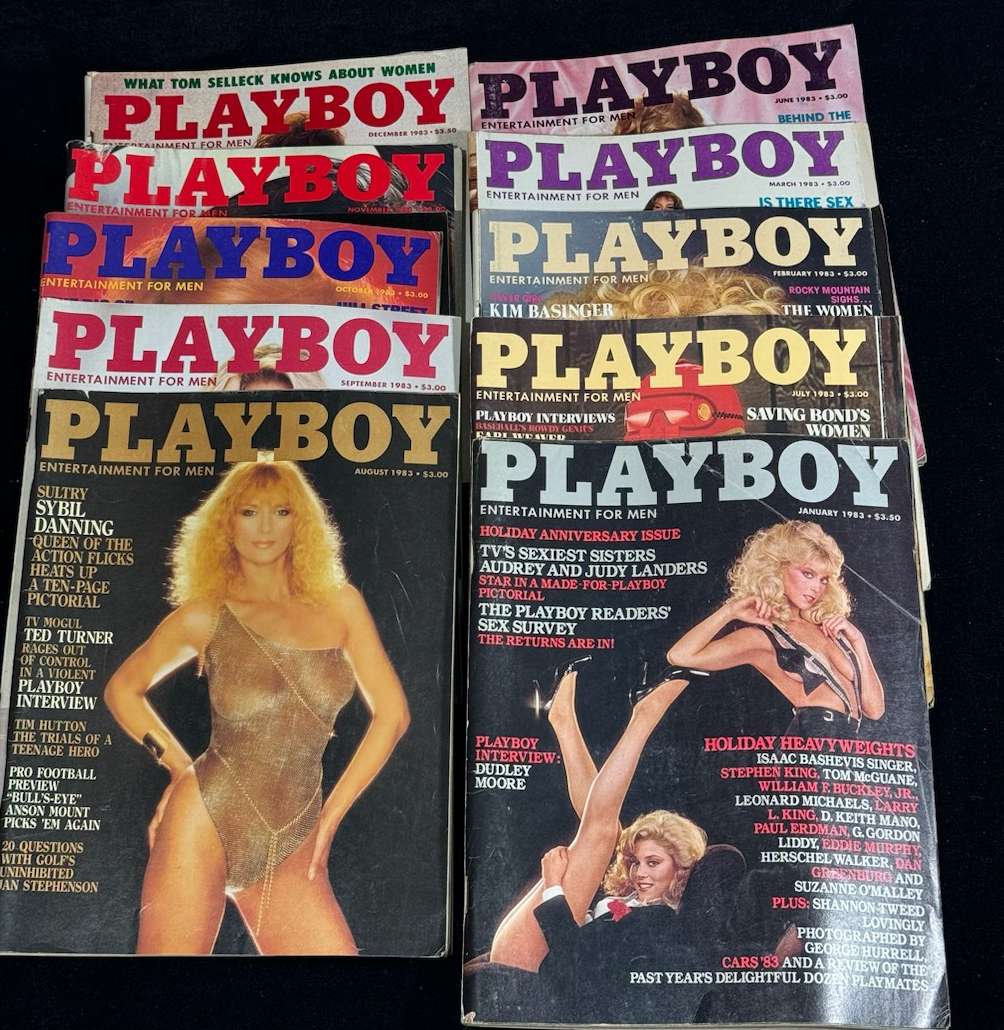 WHAT TOM SELLECK KNOWS ABOUT WOMEN
PLAYBOY
DECEMBER 1983 • $3.50
ENTERTAINMENT FOR MEN
PLAYBOY
ENTERTAINMENT FOR MEN
NOVEMBER
PLAYBOY
ENTERTAINMENT FOR MEN
OCTOBER 1983 • $3.00
HILL STREET
PLAYBOY
ENTERTAINMENT FOR MEN
SEPTEMBER 1983 • $3.00
PLAYBOY
ENTERTAINMENT FOR MEN
AUGUST 1983 • $3.00
SULTRY
SYBIL
DANNING
QUEEN OF THE
ACTION FLICKS
HEATS UP
A TEN-PAGE
PICTORIAL
TV MOGUL
TED TURNER
RAGES OUT
OF CONTROL
IN A VIOLENT
PLAYBOY
INTERVIEW
TIM HUTTON
THE TRIALS OF A
TEENAGE HERO
PRO FOOTBALL
PREVIEW
"BULL'S-EYE"
ANSON MOUNT
PICKS 'EM AGAIN
20 QUESTIONS
WITH GOLF'S
UNINHIBITED
JAN STEPHENSON
PLAYBOY
JUNE 1983 • $3.00
ENTERTAINMENT FOR MEN
BEHIND THE
PLAYBOY
MARCH 1983 • $3.00
ENTERTAINMENT FOR MEN
IS THERE SEX
PLAYBOY
ENTERTAINMENT FOR MEN
FEBRUARY 1983 • $3.00
ROCKY MOUNTAIN
SIGHS...
KIM BASINGER
THE WOMEN
PLAYBOY
ENTERTAINMENT FOR MEN
JULY 1983 • $3.00
PLAYBOY INTERVIEWS
BASEBALL'S ROWDY GENIUS
EARL WEAVER
SAVING BOND'S
WOMEN
PLAYBOY
ENTERTAINMENT FOR MEN
JANUARY 1983 • $3.50
HOLIDAY ANNIVERSARY ISSUE
TV'S SEXIEST SISTERS
AUDREY AND JUDY LANDERS
STAR IN A MADE-FOR-PLAYBOY
PICTORIAL
THE PLAYBOY READERS'
SEX SURVEY
THE RETURNS ARE IN!
PLAYBOY
INTERVIEW:
DUDLEY
MOORE
HOLIDAY HEAVYWEIGHTS
ISAAC BASHEVIS SINGER,
STEPHEN KING, TOM McGUANE,
WILLIAM F. BUCKLEY, JR.,
LEONARD MICHAELS, LARRY
L. KING, D. KEITH MANO,
PAUL ERDMAN, G. GORDON
LIDDY, EDDIE MURPHY,
HERSCHEL WALKER, DAN
GREENBURG AND
SUZANNE O'MALLEY
PLUS: SHANNON TWEED
LOVINGLY
PHOTOGRAPHED BY
GEORGE HURRELL,
CARS '83 AND A REVIEW OF THE
PAST YEAR'S DELIGHTFUL DOZEN PLAYMATES